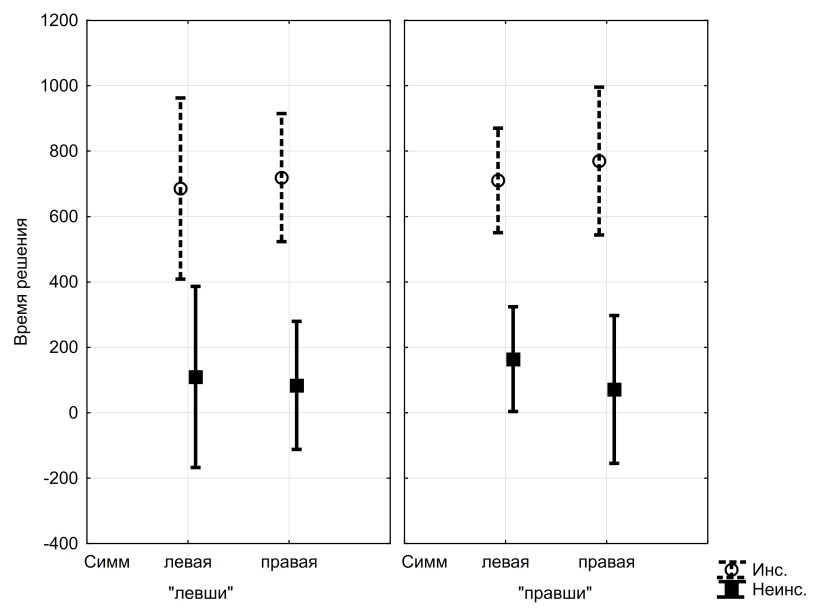 1200
1000
800
600
400
200
0
-200
-400
Время решения
Симм левая правая
"левши"
Симм левая правая
"правши"
Инс.
Неинс.